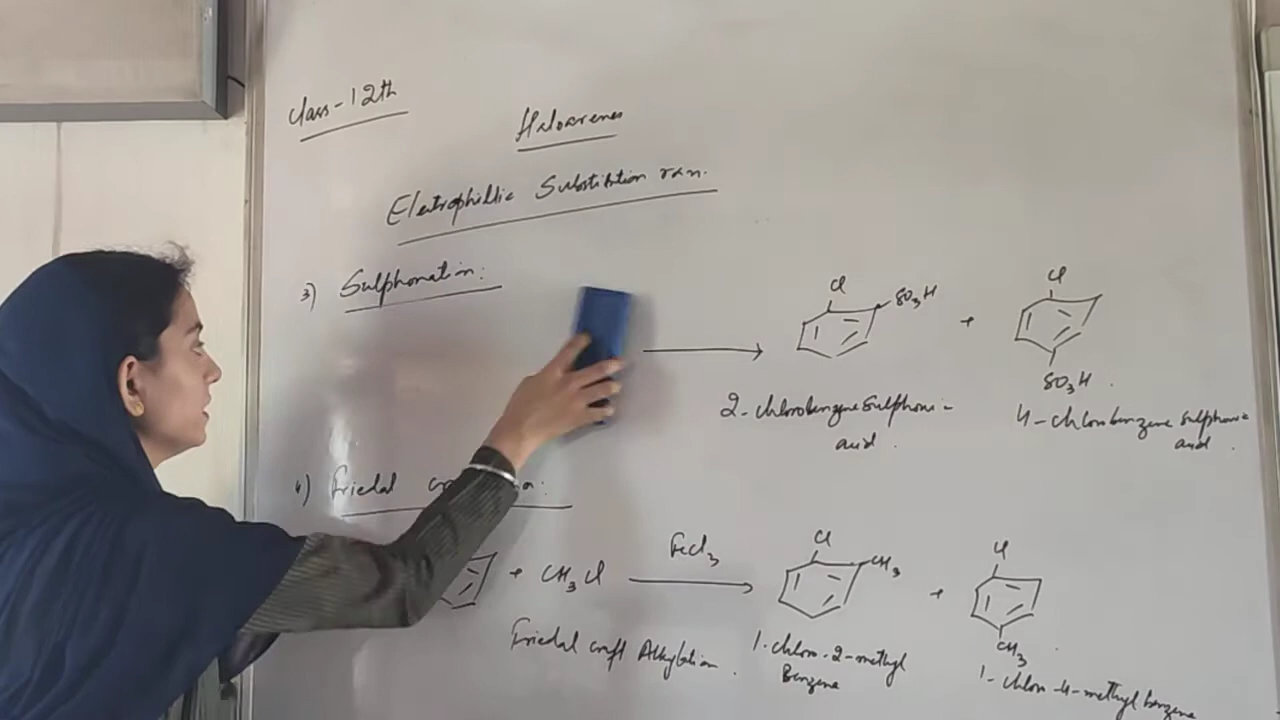 Class-12th
Haloarenes
Eletrophillic Substitution rxn.
3) Sulphonation:
Cl
SO3H
+
Cl
SO3H.
2-chlorobenzene Sulphoni-
acid.
4-chlorobenzene sulphonic
acid.
4) Friedal
+ CH3Cl
FeCl3
Cl
CH3
+
Cl
CH3
Friedal craft Alkylation.
1-chloro-2-methyl
Benzene
1-chloro-4-methyl benzene